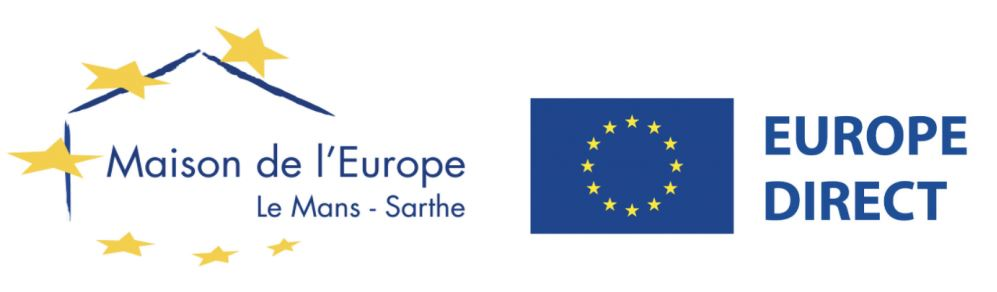 Maison de l'Europe
Le Mans - Sarthe
EUROPE
DIRECT